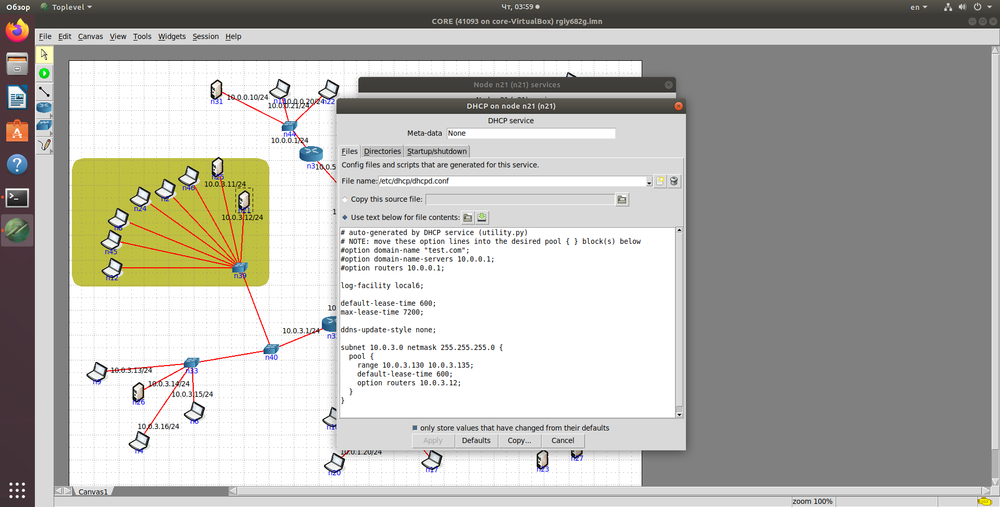 Обзор
Toplevel
Чт, 03:59
en
CORE (41093 on core-VirtualBox) rgiy682g.imn
File Edit Canvas View Tools Widgets Session Help
Node n21 (n21) services
DHCP on node n21 (n21)
DHCP service
Meta-data None
Files Directories Startup/shutdown
Config files and scripts that are generated for this service.
File name: /etc/dhcp/dhcpd.conf
Copy this source file:
Use text below for file contents:
# auto-generated by DHCP service (utility.py)
# NOTE: move these option lines into the desired pool { } block(s) below
#option domain-name "test.com";
#option domain-name-servers 10.0.0.1;
#option routers 10.0.0.1;
log-facility local6;
default-lease-time 600;
max-lease-time 7200;
ddns-update-style none;
subnet 10.0.3.0 netmask 255.255.255.0 {
pool {
range 10.0.3.130 10.0.3.135;
default-lease-time 600;
option routers 10.0.3.12;
}
}
only store values that have changed from their defaults
Apply Defaults Copy... Cancel
n31
10.0.0.10/24
10.0.0.20/24
n22
10.0.0.21/24
n44
10.0.0.1/24
n3
10.0.5
n25
10.0.3.11/24
n46
n2
n24
n21
10.0.3.12/24
n8
n45
n12
n39
10.0.3.1/24
n40
n33
10.0.3.13/24
n9
10.0.3.14/24
n26
10.0.3.15/24
n6
10.0.3.16/24
n4
10.0.1.20/24
n20
n17
n23
n27
Canvas1
zoom 100%
CHECK